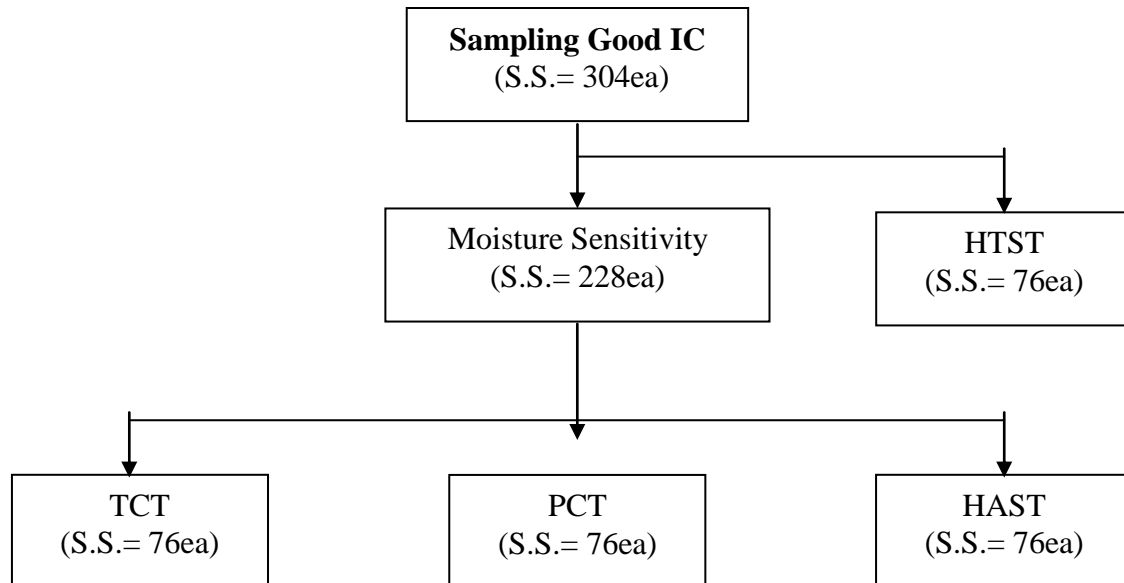 Sampling Good IC
(S.S.= 304ea)
Moisture Sensitivity
(S.S.= 228ea)
HTST
(S.S.= 76ea)
TCT
(S.S.= 76ea)
PCT
(S.S.= 76ea)
HAST
(S.S.= 76ea)